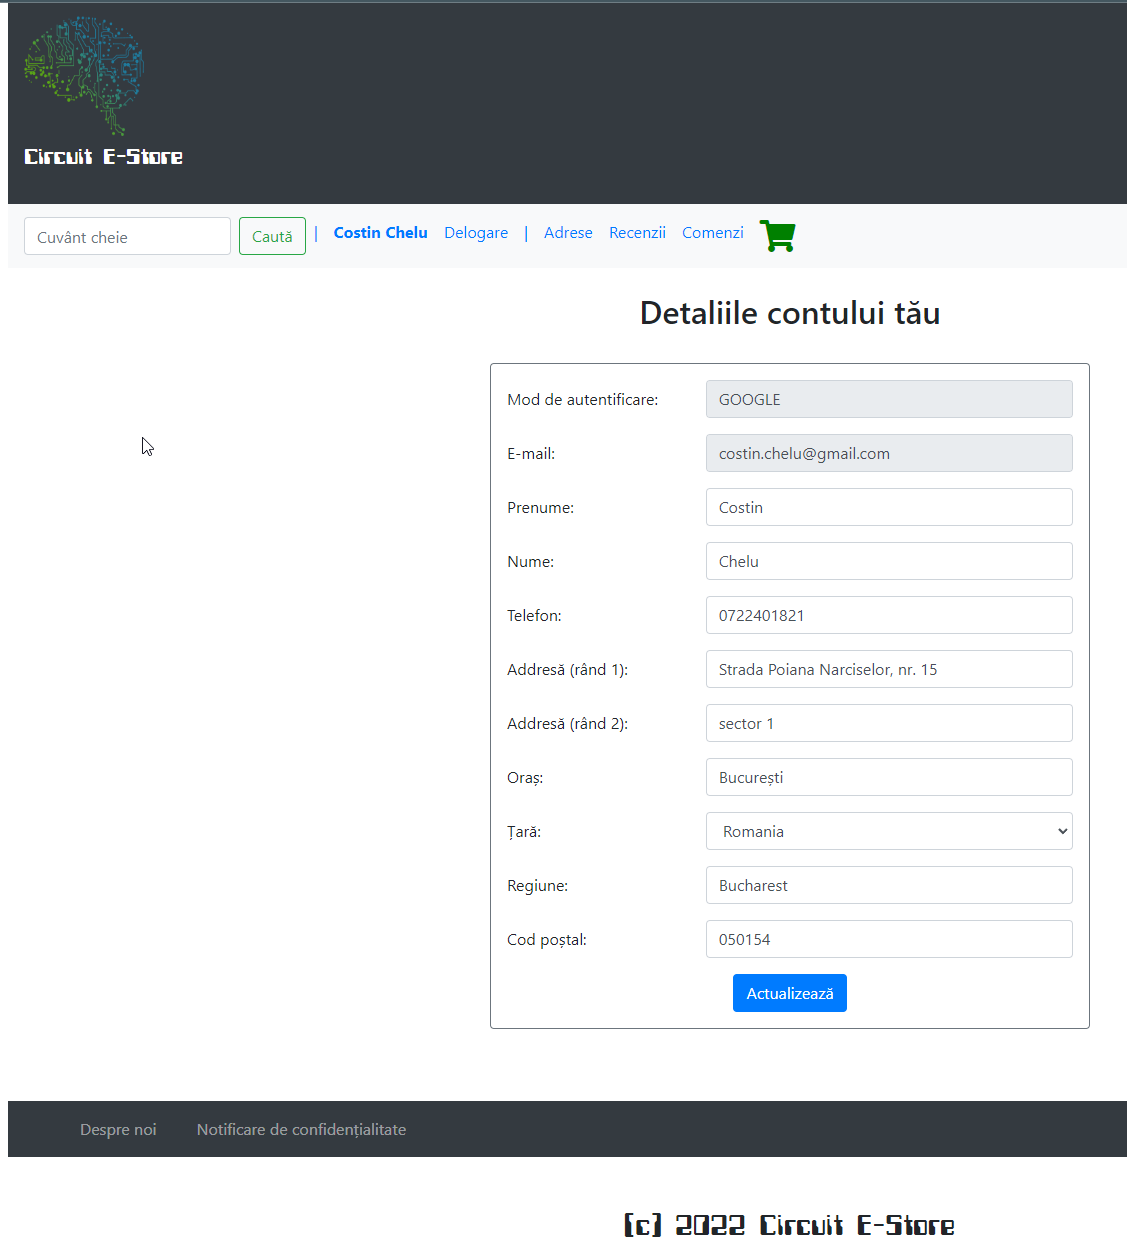 Circuit E-Store
Cuvânt cheie Caută | Costin Chelu Delogare | Adrese Recenzii Comenzi
Detaliile contului tău
Mod de autentificare: GOOGLE
E-mail: costin.chelu@gmail.com
Prenume: Costin
Nume: Chelu
Telefon: 0722401821
Addresă (rând 1): Strada Poiana Narciselor, nr. 15
Addresă (rând 2): sector 1
Oraș: București
Țară: Romania
Regiune: Bucharest
Cod poștal: 050154
Actualizează
Despre noi Notificare de confidențialitate
(c) 2022 Circuit E-Store